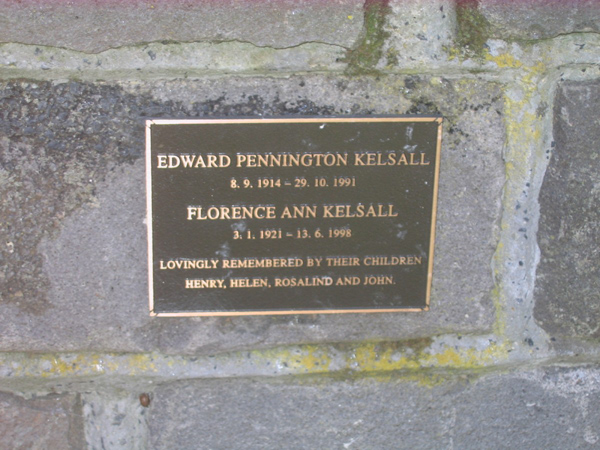 EDWARD PENNINGTON KELSALL
8. 9. 1914 – 29. 10. 1991
FLORENCE ANN KELSALL
3. 1. 1921 – 13. 6. 1998
LOVINGLY REMEMBERED BY THEIR CHILDREN
HENRY, HELEN, ROSALIND AND JOHN.